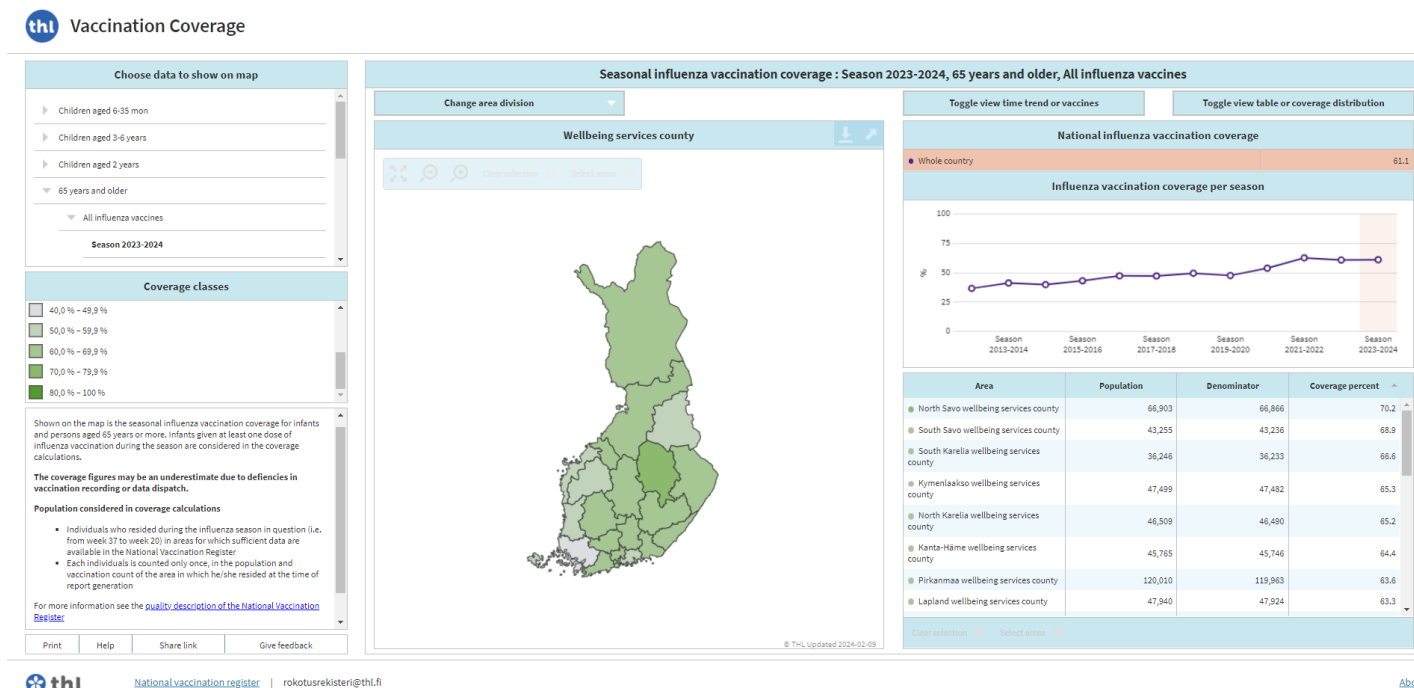 thl Vaccination Coverage
Choose data to show on map
Children aged 6-35 mon
Children aged 3-6 years
Children aged 2 years
65 years and older
All influenza vaccines
Season 2023-2024
Coverage classes
40,0 % – 49,9 %
50,0 % – 59,9 %
60,0 % – 69,9 %
70,0 % – 79,9 %
80,0 % – 100 %
Shown on the map is the seasonal influenza vaccination coverage for infants
and persons aged 65 years or more. Infants given at least one dose of
influenza vaccination during the season are considered in the coverage
calculations.
The coverage figures may be an underestimate due to defiencies in
vaccination recording or data dispatch.
Population considered in coverage calculations
Individuals who resided during the influenza season in question (i.e.
from week 37 to week 20) in areas for which sufficient data are
available in the National Vaccination Register
Each individuals is counted only once, in the population and
vaccination count of the area in which he/she resided at the time of
report generation
For more information see the quality description of the National Vaccination
Register
Print Help Share link Give feedback
Seasonal influenza vaccination coverage : Season 2023-2024, 65 years and older, All influenza vaccines
Change area division
Wellbeing services county
Clear selection Select areas
© THL Updated 2024-02-09
Toggle view time trend or vaccines Toggle view table or coverage distribution
National influenza vaccination coverage
Whole country 61.1
Influenza vaccination coverage per season
100
75
50
25
0
%
Season Season Season Season Season Season
2013-2014 2015-2016 2017-2018 2019-2020 2021-2022 2023-2024
Area Population Denominator Coverage percent
North Savo wellbeing services county 66,903 66,866 70.2
South Savo wellbeing services county 43,255 43,236 68.9
South Karelia wellbeing services
county 36,246 36,233 66.6
Kymenlaakso wellbeing services
county 47,499 47,482 65.3
North Karelia wellbeing services
county 46,509 46,490 65.2
Kanta-Häme wellbeing services
county 45,765 45,746 64.4
Pirkanmaa wellbeing services county 120,010 119,963 63.6
Lapland wellbeing services county 47,940 47,924 63.3
Clear selection Select areas
thl National vaccination register | rokotusrekisteri@thl.fi Abo